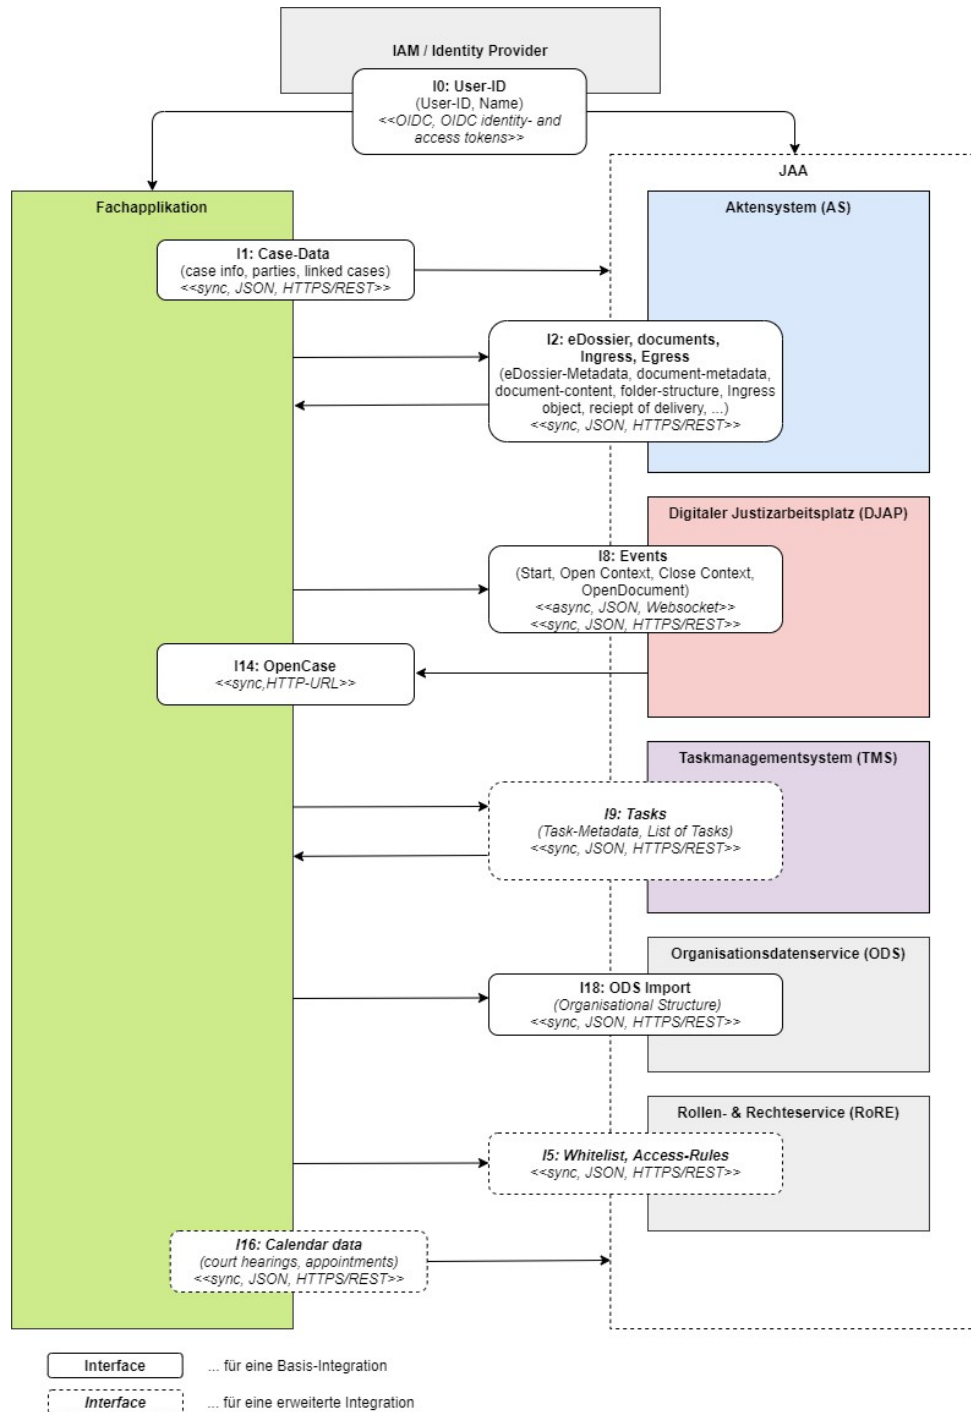 IAM / Identity Provider
I0: User-ID
(User-ID, Name)
<<OIDC, OIDC identity- and
access tokens>>
JAA
Fachapplikation
Aktensystem (AS)
I1: Case-Data
(case info, parties, linked cases)
<<sync, JSON, HTTPS/REST>>
I2: eDossier, documents,
Ingress, Egress
(eDossier-Metadata, document-metadata,
document-content, folder-structure, Ingress
object, reciept of delivery, ...)
<<sync, JSON, HTTPS/REST>>
Digitaler Justizarbeitsplatz (DJAP)
I8: Events
(Start, Open Context, Close Context,
OpenDocument)
<<async, JSON, Websocket>>
<<sync, JSON, HTTPS/REST>>
I14: OpenCase
<<sync,HTTP-URL>>
Taskmanagementsystem (TMS)
I9: Tasks
(Task-Metadata, List of Tasks)
<<sync, JSON, HTTPS/REST>>
Organisationsdatenservice (ODS)
I18: ODS Import
(Organisational Structure)
<<sync, JSON, HTTPS/REST>>
Rollen- & Rechteservice (RoRE)
I5: Whitelist, Access-Rules
<<sync, JSON, HTTPS/REST>>
I16: Calendar data
(court hearings, appointments)
<<sync, JSON, HTTPS/REST>>
Interface ... für eine Basis-Integration
Interface ... für eine erweiterte Integration